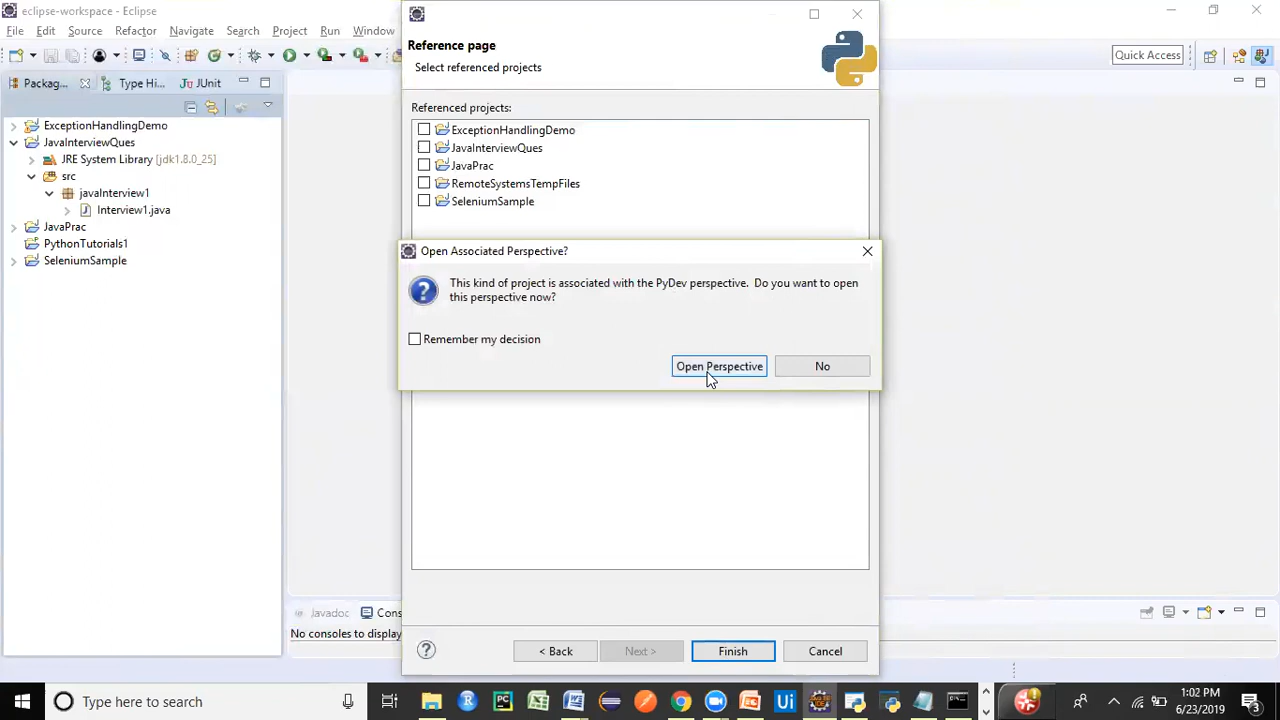 eclipse-workspace - Eclipse
File Edit Source Refactor Navigate Search Project Run Window
Quick Access
Packag... Type Hi... JUnit
ExceptionHandlingDemo
JavaInterviewQues
JRE System Library [jdk1.8.0_25]
src
javaInterview1
Interview1.java
JavaPrac
PythonTutorials1
SeleniumSample
Reference page
Select referenced projects
Referenced projects:
ExceptionHandlingDemo
JavaInterviewQues
JavaPrac
RemoteSystemsTempFiles
SeleniumSample
Open Associated Perspective?
This kind of project is associated with the PyDev perspective. Do you want to open
this perspective now?
Remember my decision
Open Perspective No
Javadoc Cons
No consoles to display
< Back Next > Finish Cancel
Type here to search
1:02 PM
6/23/2019